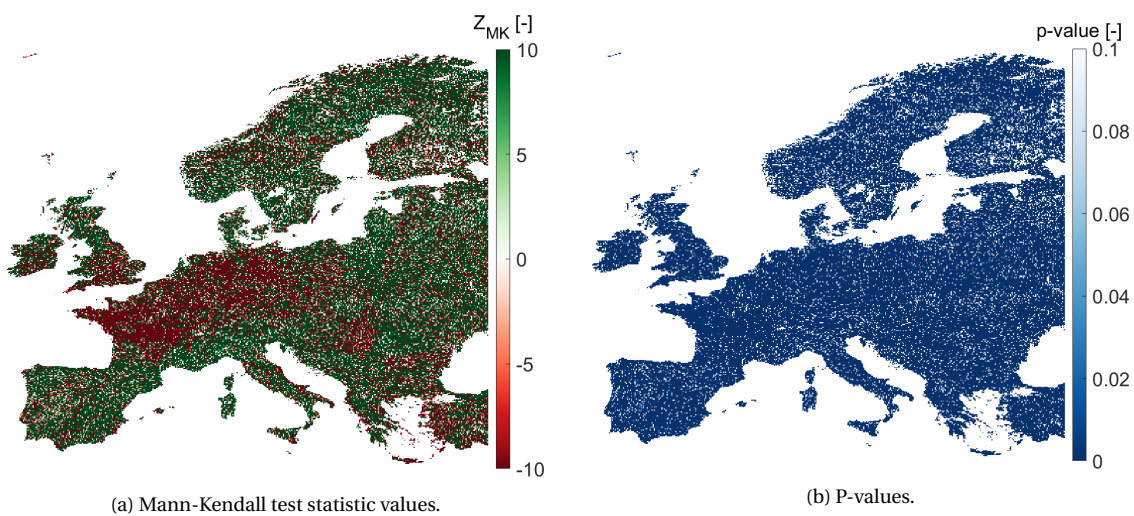 Z_MK [-]
10
5
0
-5
-10
(a) Mann-Kendall test statistic values.
p-value [-]
0.1
0.08
0.06
0.04
0.02
0
(b) P-values.